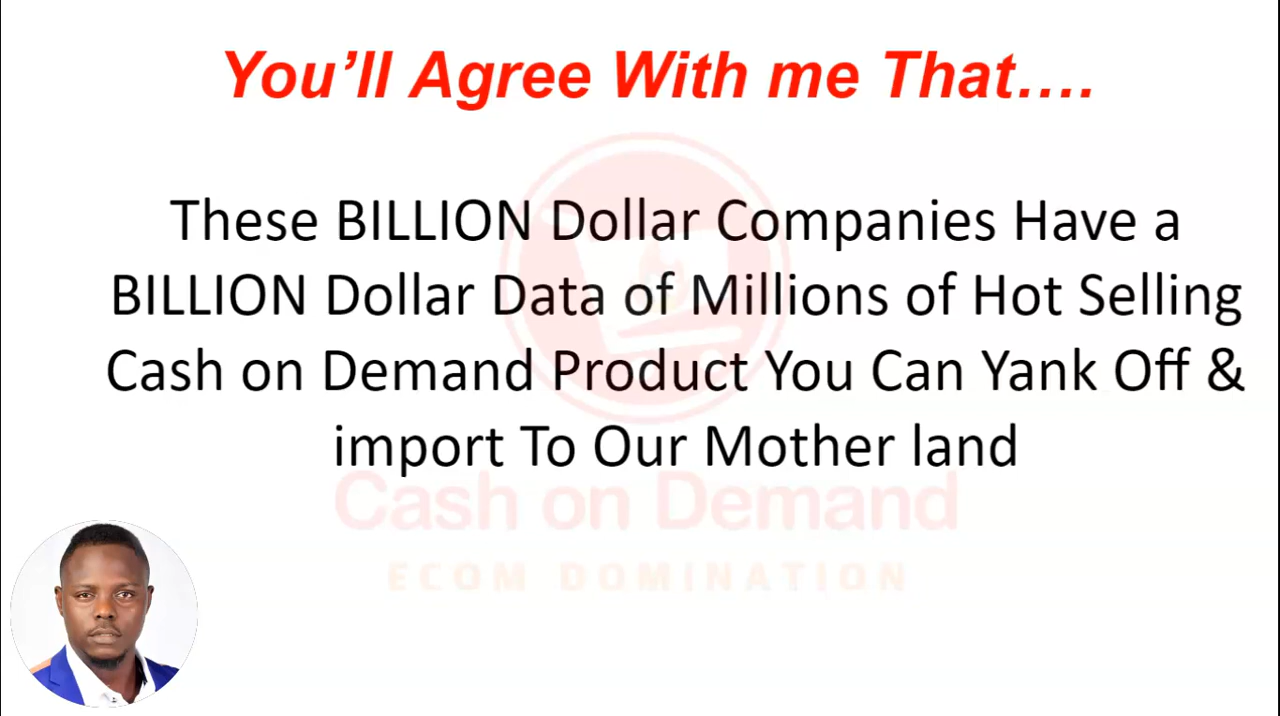 You’ll Agree With me That….
These BILLION Dollar Companies Have a
BILLION Dollar Data of Millions of Hot Selling
Cash on Demand Product You Can Yank Off &
import To Our Mother land
Cash on Demand
ECOM DOMINATION